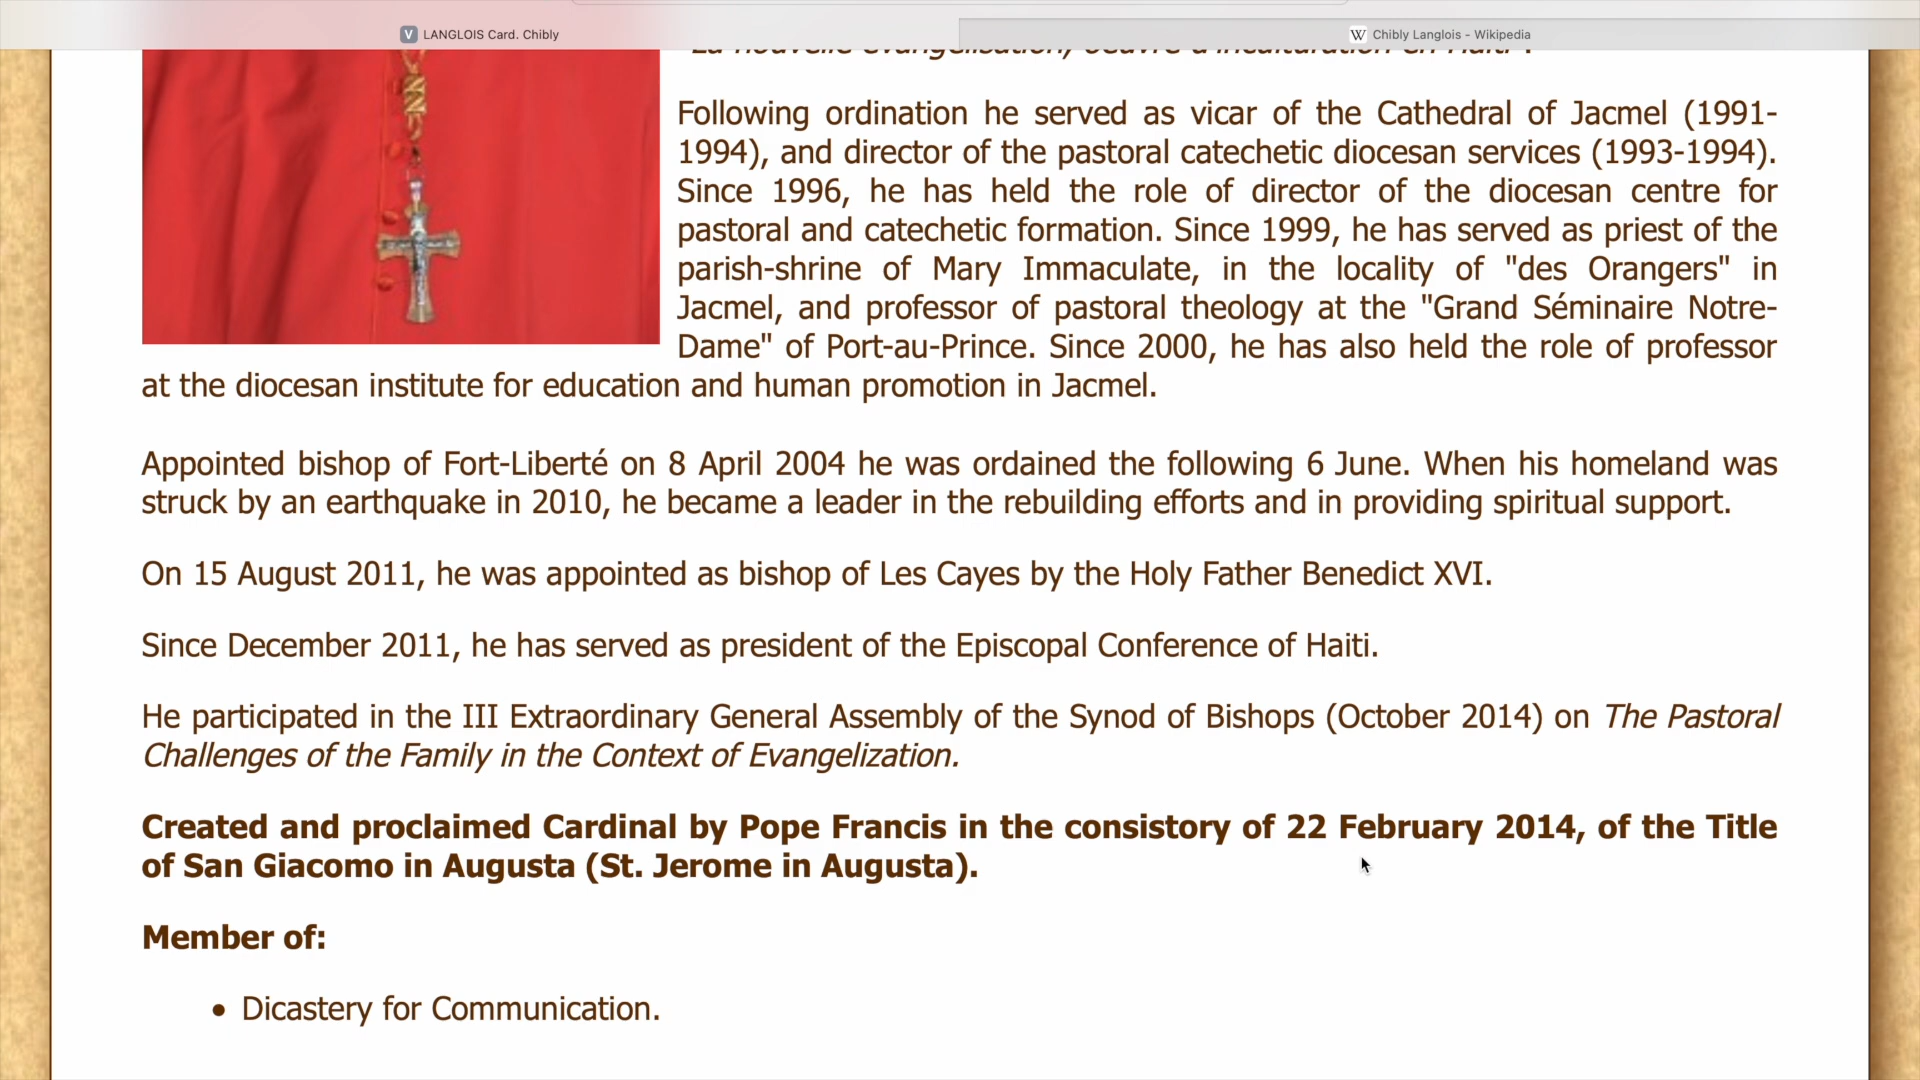 V LANGLOIS Card. Chibly
W Chibly Langlois - Wikipedia
"La nouvelle évangélisation, oeuvre d'inculturation en Haïti".
Following ordination he served as vicar of the Cathedral of Jacmel (1991-
1994), and director of the pastoral catechetic diocesan services (1993-1994).
Since 1996, he has held the role of director of the diocesan centre for
pastoral and catechetic formation. Since 1999, he has served as priest of the
parish-shrine of Mary Immaculate, in the locality of "des Orangers" in
Jacmel, and professor of pastoral theology at the "Grand Séminaire Notre-
Dame" of Port-au-Prince. Since 2000, he has also held the role of professor
at the diocesan institute for education and human promotion in Jacmel.
Appointed bishop of Fort-Liberté on 8 April 2004 he was ordained the following 6 June. When his homeland was
struck by an earthquake in 2010, he became a leader in the rebuilding efforts and in providing spiritual support.
On 15 August 2011, he was appointed as bishop of Les Cayes by the Holy Father Benedict XVI.
Since December 2011, he has served as president of the Episcopal Conference of Haiti.
He participated in the III Extraordinary General Assembly of the Synod of Bishops (October 2014) on The Pastoral
Challenges of the Family in the Context of Evangelization.
Created and proclaimed Cardinal by Pope Francis in the consistory of 22 February 2014, of the Title
of San Giacomo in Augusta (St. Jerome in Augusta).
Member of:
• Dicastery for Communication.